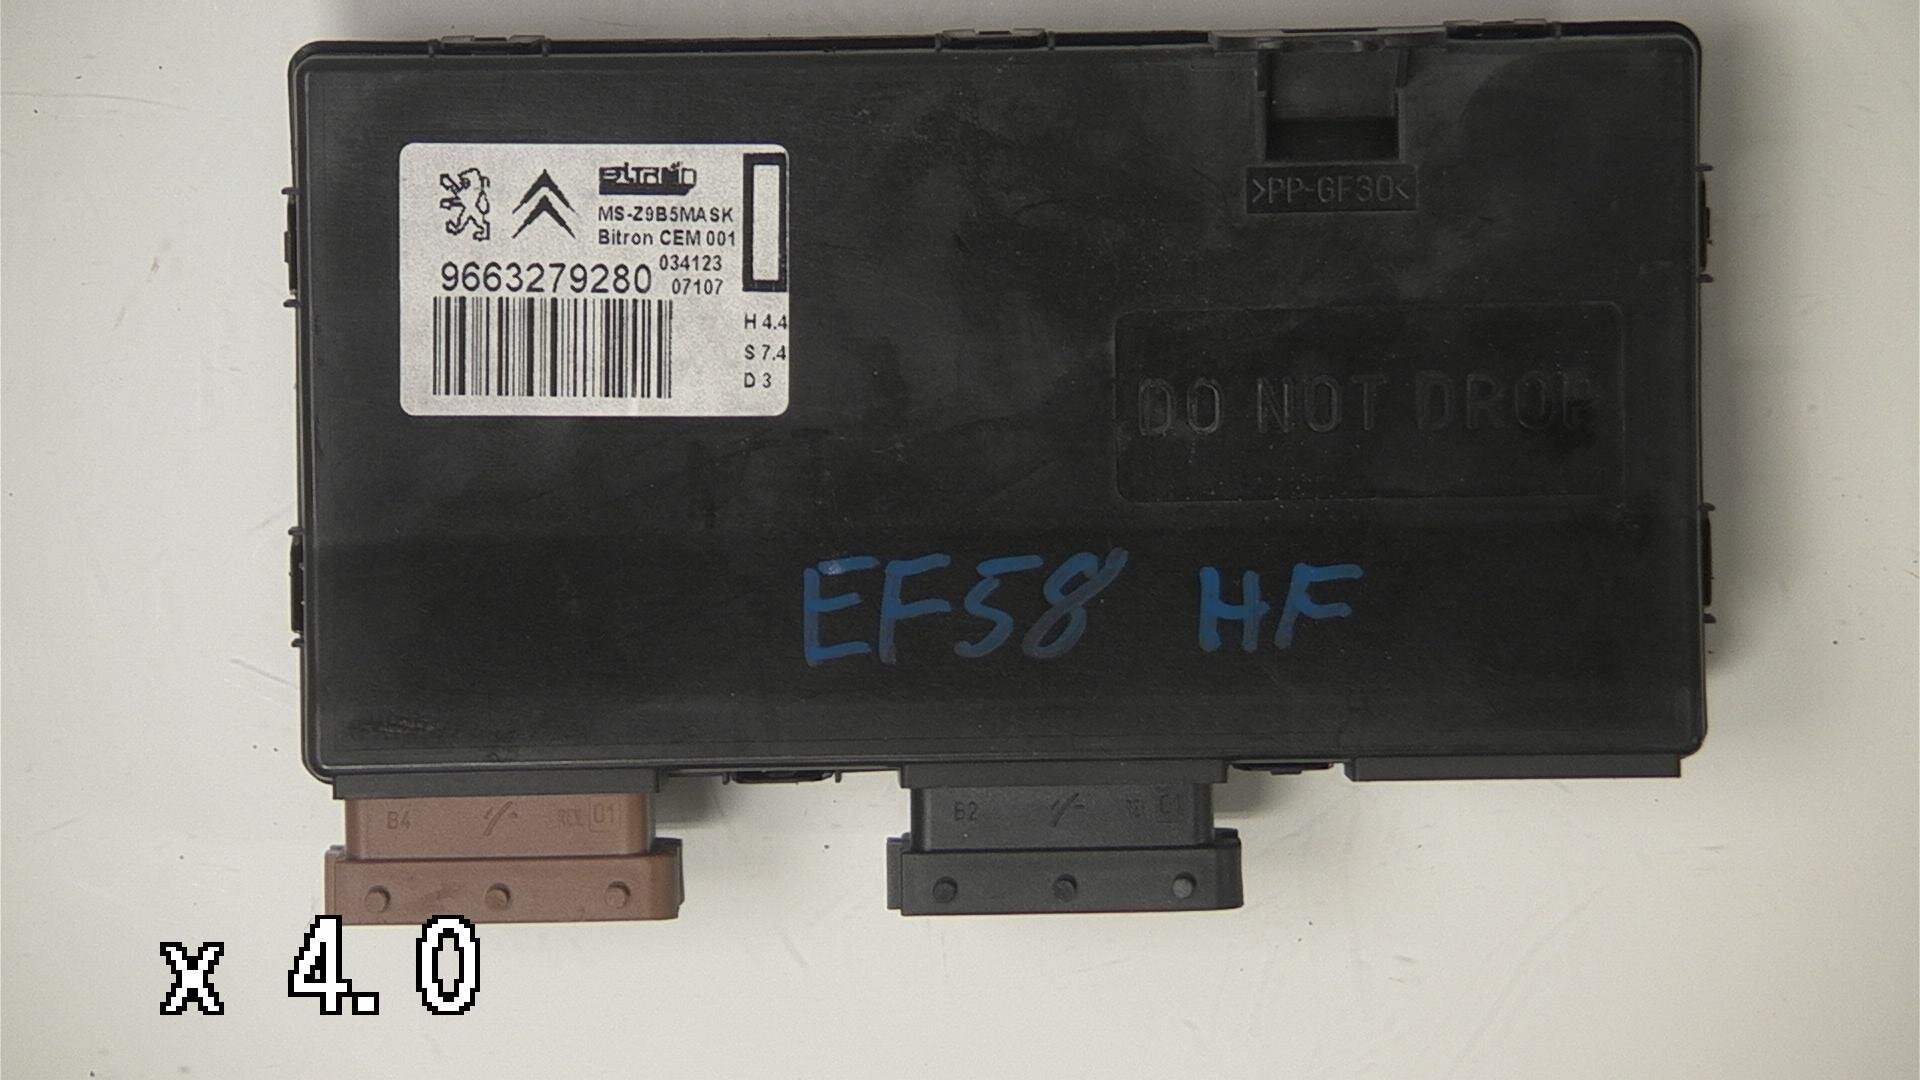 >PP-GF30<
BITRON
MS-Z9B5MASK
Bitron CEM 001
034123
9663279280
07107
H 4.4
S 7.4
D 3
DO NOT DROP
EF58 HF
B4 REV. 01
B2 REV. 01
x 4.0